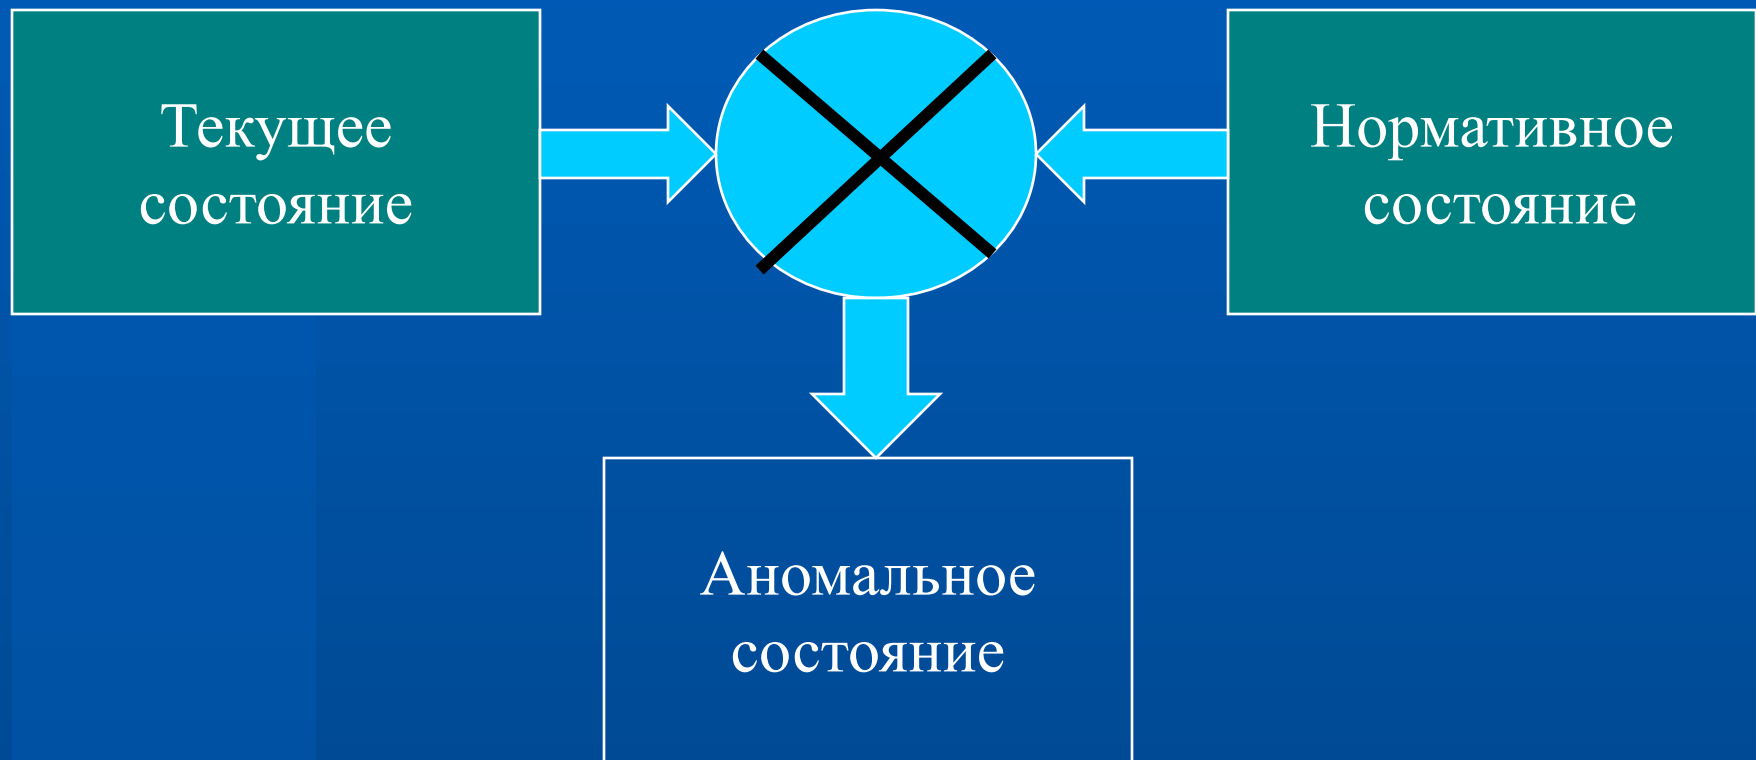 Текущее
состояние
Нормативное
состояние
Аномальное
состояние